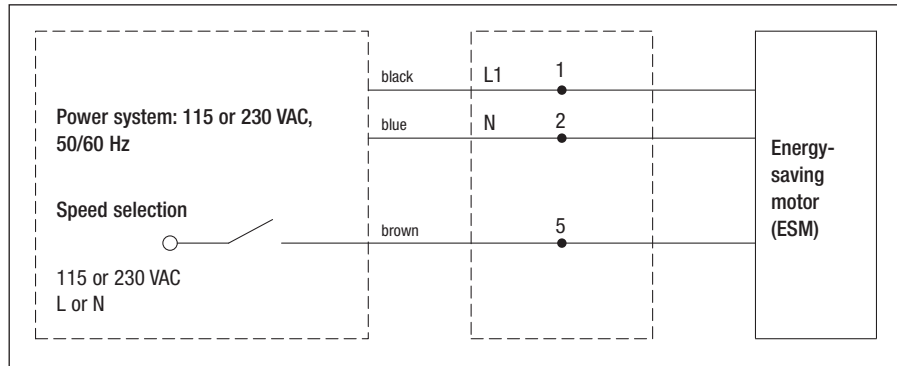 black L1 1
Power system: 115 or 230 VAC,
50/60 Hz
blue N 2
Speed selection
brown 5
115 or 230 VAC
L or N
Energy-
saving
motor
(ESM)